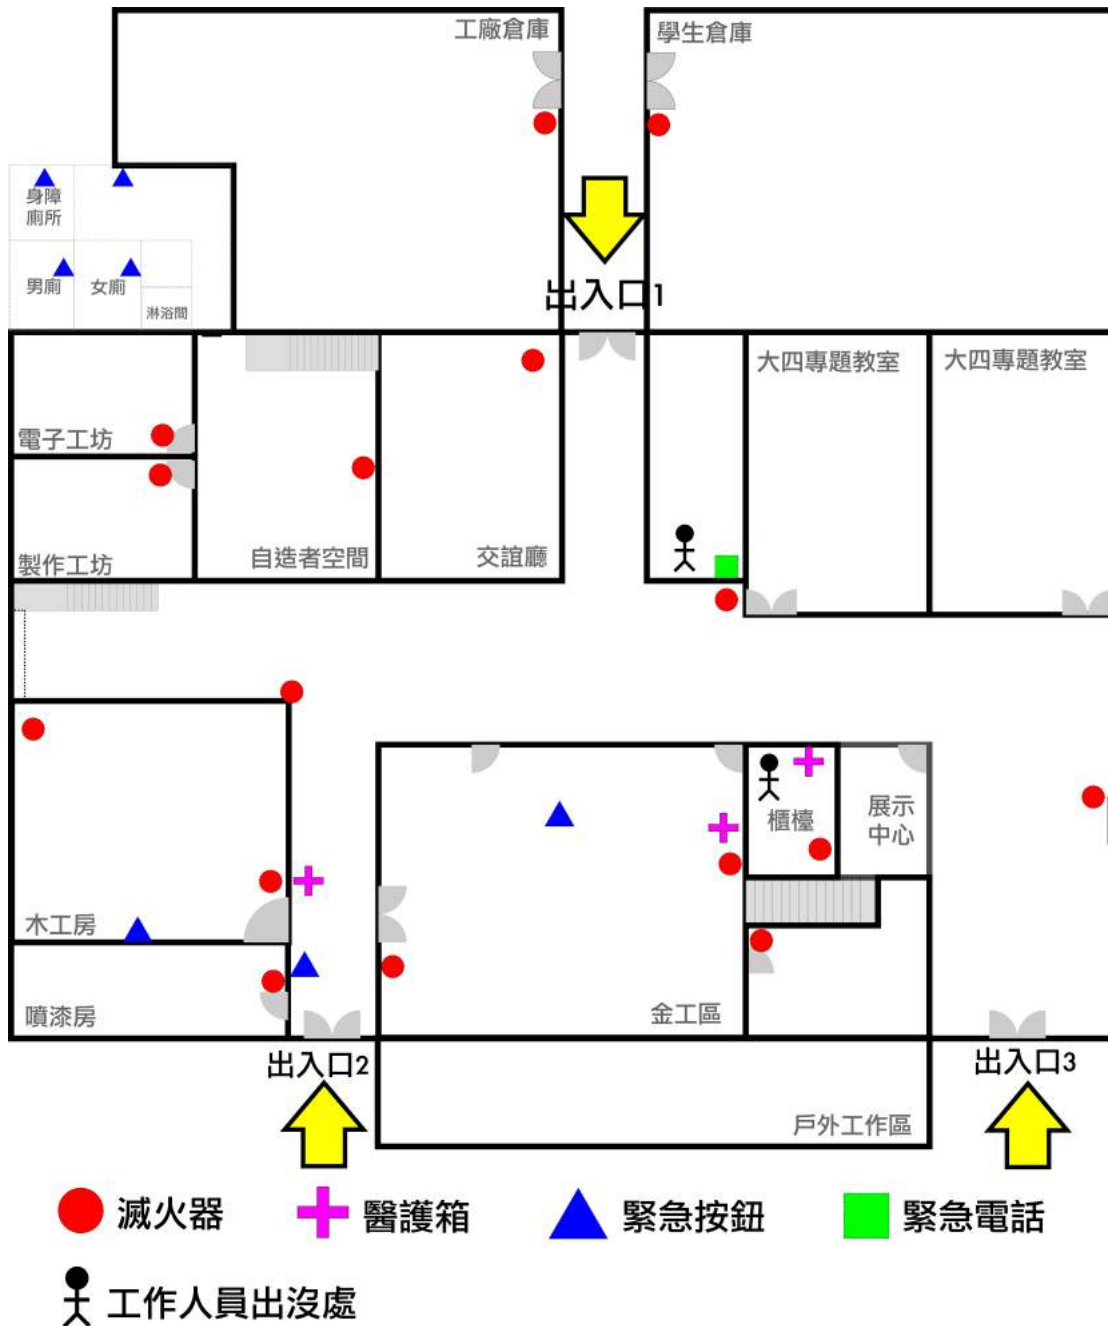 工廠倉庫
學生倉庫
身障
廁所
男廁
女廁
淋浴間
出入口1
大四專題教室
大四專題教室
電子工坊
製作工坊
自造者空間
交誼廳
櫃檯
展示
中心
木工房
噴漆房
金工區
出入口2
出入口3
戶外工作區
滅火器
醫護箱
緊急按鈕
緊急電話
工作人員出沒處